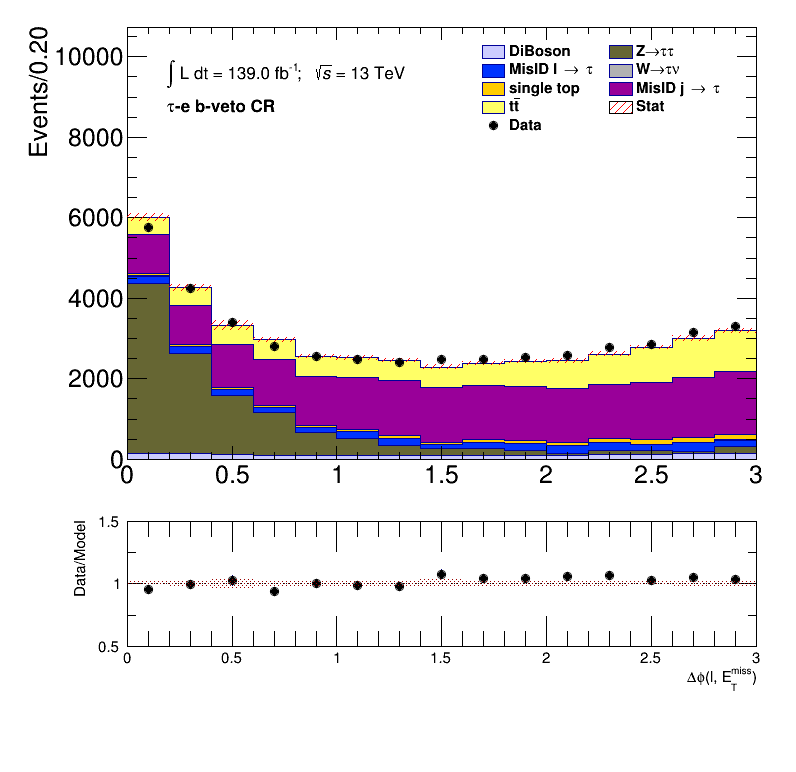 Events/0.20
10000
8000
6000
4000
2000
0
∫ L dt = 139.0 fb⁻¹; √s = 13 TeV
τ-e b-veto CR
DiBoson
MisID l → τ
single top
tt̄
Data
Z→ττ
W→τν
MisID j → τ
Stat
0 0.5 1 1.5 2 2.5 3
Data/Model
1.5
1
0.5
0 0.5 1 1.5 2 2.5 3
Δϕ(l, E_T^miss)